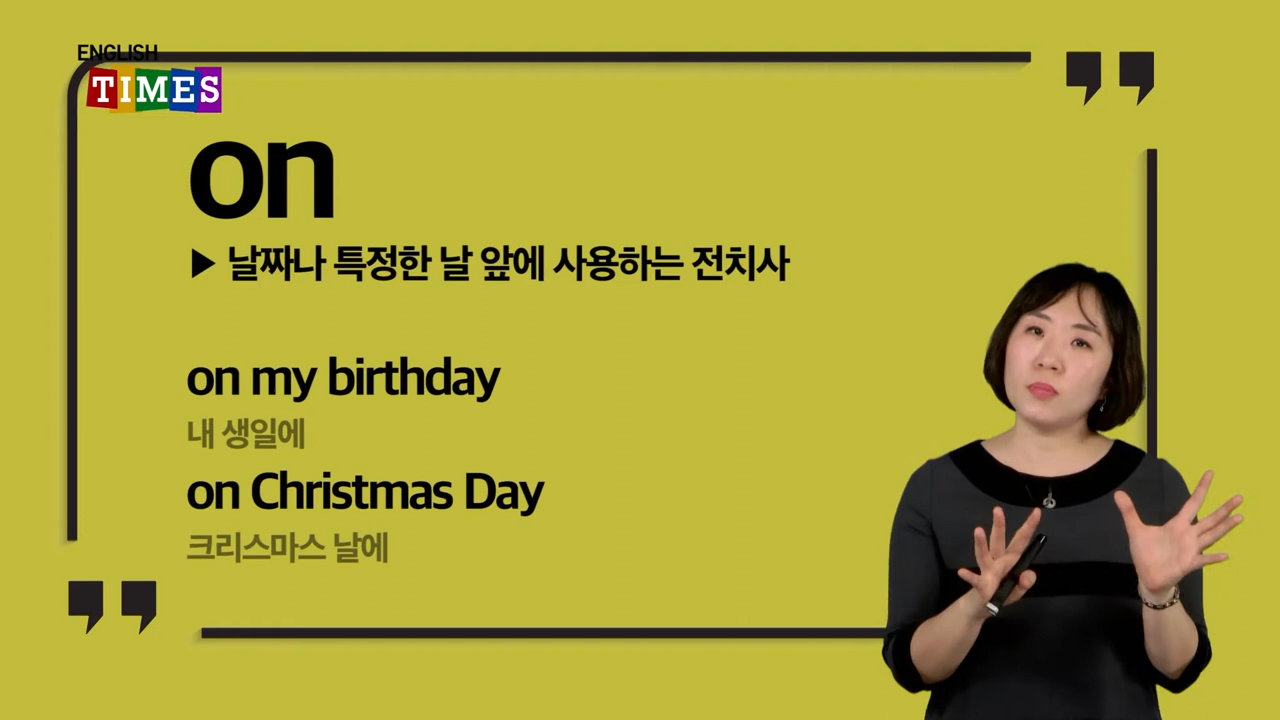 ENGLISH
TIMES
on
▶ 날짜나 특정한 날 앞에 사용하는 전치사
on my birthday
내 생일에
on Christmas Day
크리스마스 날에